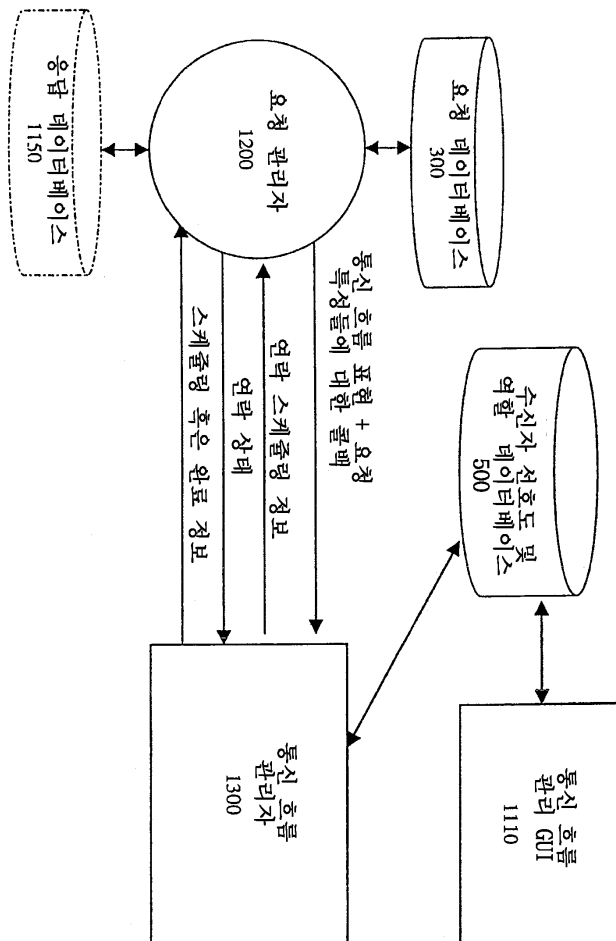 요청 데이터베이스
300
요청 관리자
1200
응답 데이터베이스
1150
통신 흐름 표현 + 요청
특성들에 대한 콜백
연락 스케쥴링 정보
연락 상태
스케쥴링 혹은 완료 정보
수신자 선호도 및
역할 데이터베이스
500
통신 흐름
관리자
1300
통신 흐름
관리 GUI
1110